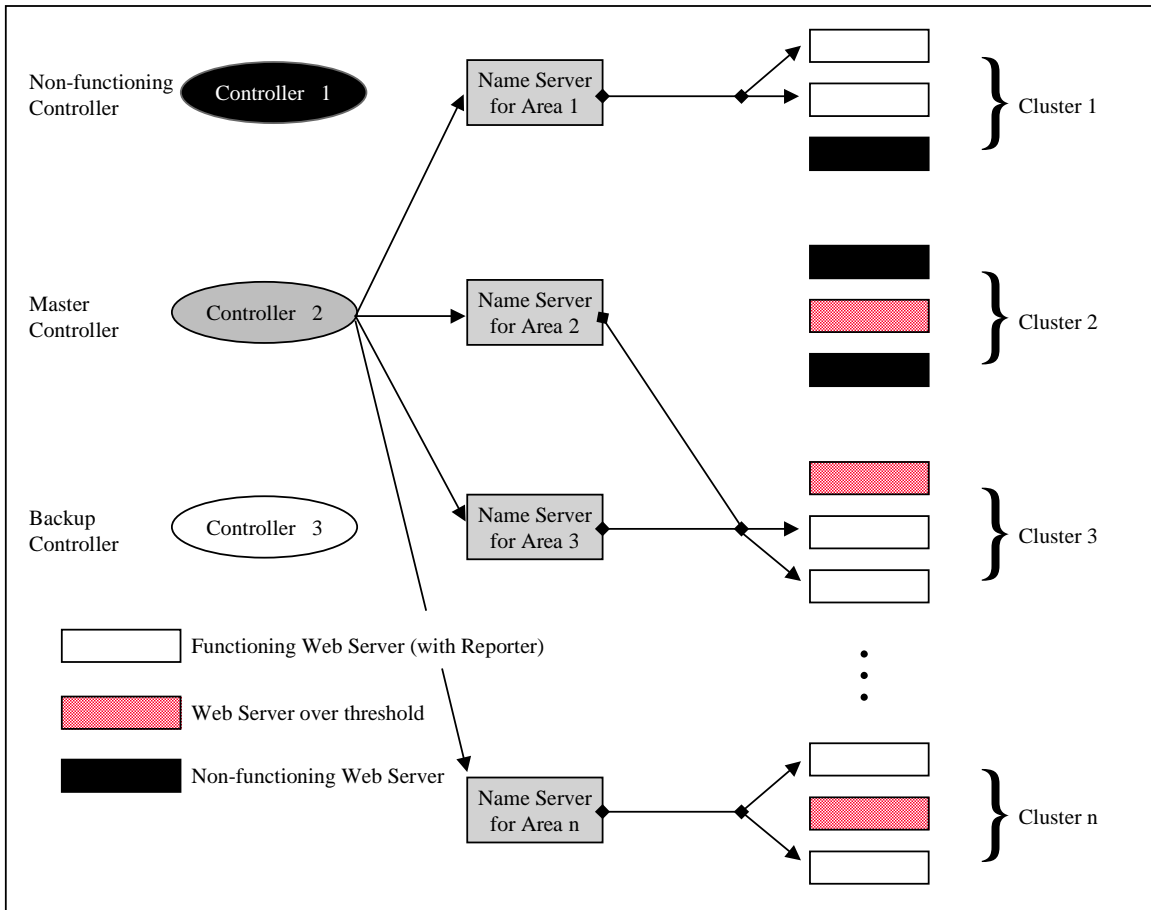 Non-functioning
Controller
Controller 1
Name Server
for Area 1
Cluster 1
Master
Controller
Controller 2
Name Server
for Area 2
Cluster 2
Backup
Controller
Controller 3
Name Server
for Area 3
Cluster 3
Functioning Web Server (with Reporter)
Web Server over threshold
Non-functioning Web Server
Name Server
for Area n
Cluster n